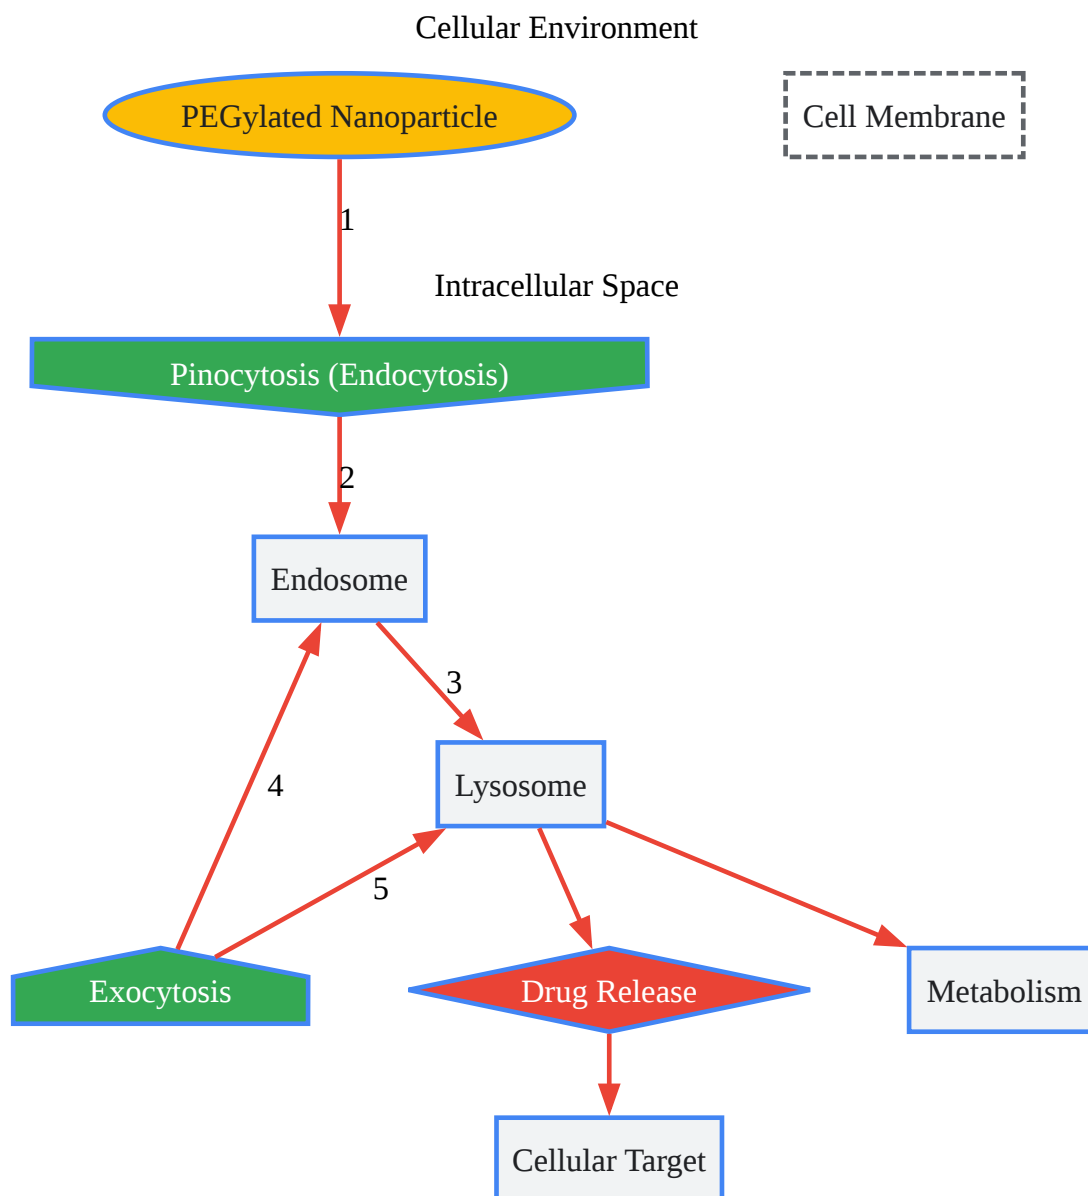 Cellular Environment
PEGylated Nanoparticle
Cell Membrane
1
Intracellular Space
Pinocytosis (Endocytosis)
2
Endosome
3
Lysosome
4
5
Exocytosis
Drug Release
Metabolism
Cellular Target